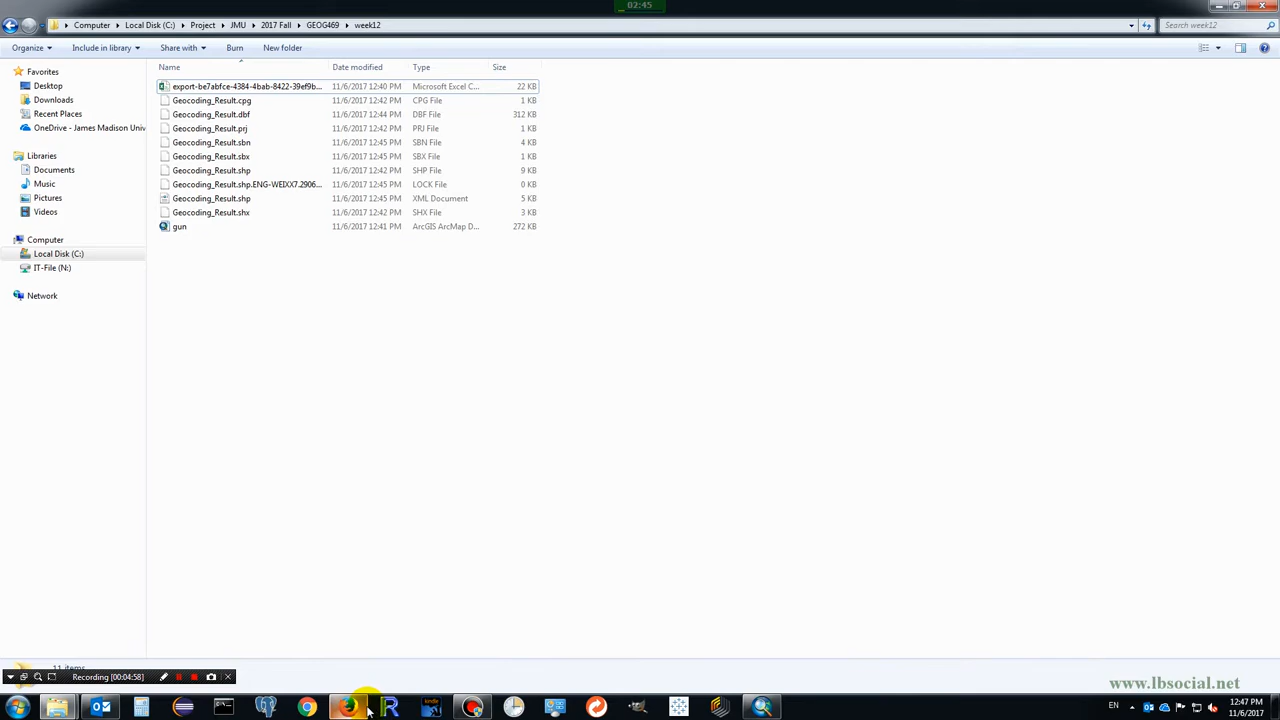 02:45
Computer Local Disk (C:) Project JMU 2017 Fall GEOG469 week12 Search week12
Organize Include in library Share with Burn New folder
Name Date modified Type Size
Favorites
Desktop
Downloads
Recent Places
OneDrive - James Madison Univ
Libraries
Documents
Music
Pictures
Videos
Computer
Local Disk (C:)
IT-File (N:)
Network
export-be7abfce-4384-4bab-8422-39ef9b... 11/6/2017 12:40 PM Microsoft Excel C... 22 KB
Geocoding_Result.cpg 11/6/2017 12:42 PM CPG File 1 KB
Geocoding_Result.dbf 11/6/2017 12:44 PM DBF File 312 KB
Geocoding_Result.prj 11/6/2017 12:42 PM PRJ File 1 KB
Geocoding_Result.sbn 11/6/2017 12:45 PM SBN File 4 KB
Geocoding_Result.sbx 11/6/2017 12:45 PM SBX File 1 KB
Geocoding_Result.shp 11/6/2017 12:42 PM SHP File 9 KB
Geocoding_Result.shp.ENG-WEIXX7.2906... 11/6/2017 12:45 PM LOCK File 0 KB
Geocoding_Result.shp 11/6/2017 12:45 PM XML Document 5 KB
Geocoding_Result.shx 11/6/2017 12:42 PM SHX File 3 KB
gun 11/6/2017 12:41 PM ArcGIS ArcMap D... 272 KB
11 items
Recording [00:04:58]
www.lbsocial.net
kindle
EN 12:47 PM
11/6/2017